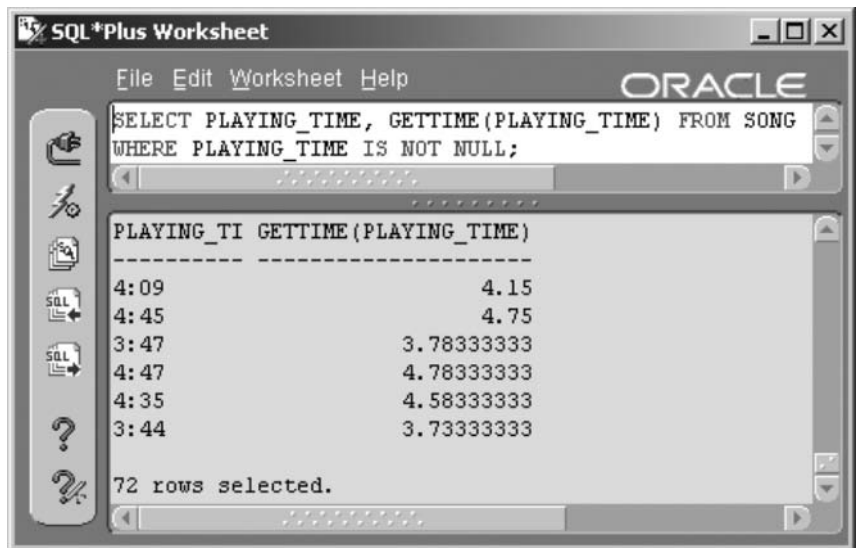 SQL*Plus Worksheet
File Edit Worksheet Help
ORACLE
SELECT PLAYING_TIME, GETTIME(PLAYING_TIME) FROM SONG
WHERE PLAYING_TIME IS NOT NULL;
PLAYING_TI GETTIME(PLAYING_TIME)
---------- ---------------------
4:09 4.15
4:45 4.75
3:47 3.78333333
4:47 4.78333333
4:35 4.58333333
3:44 3.73333333
72 rows selected.
SQL
SQL